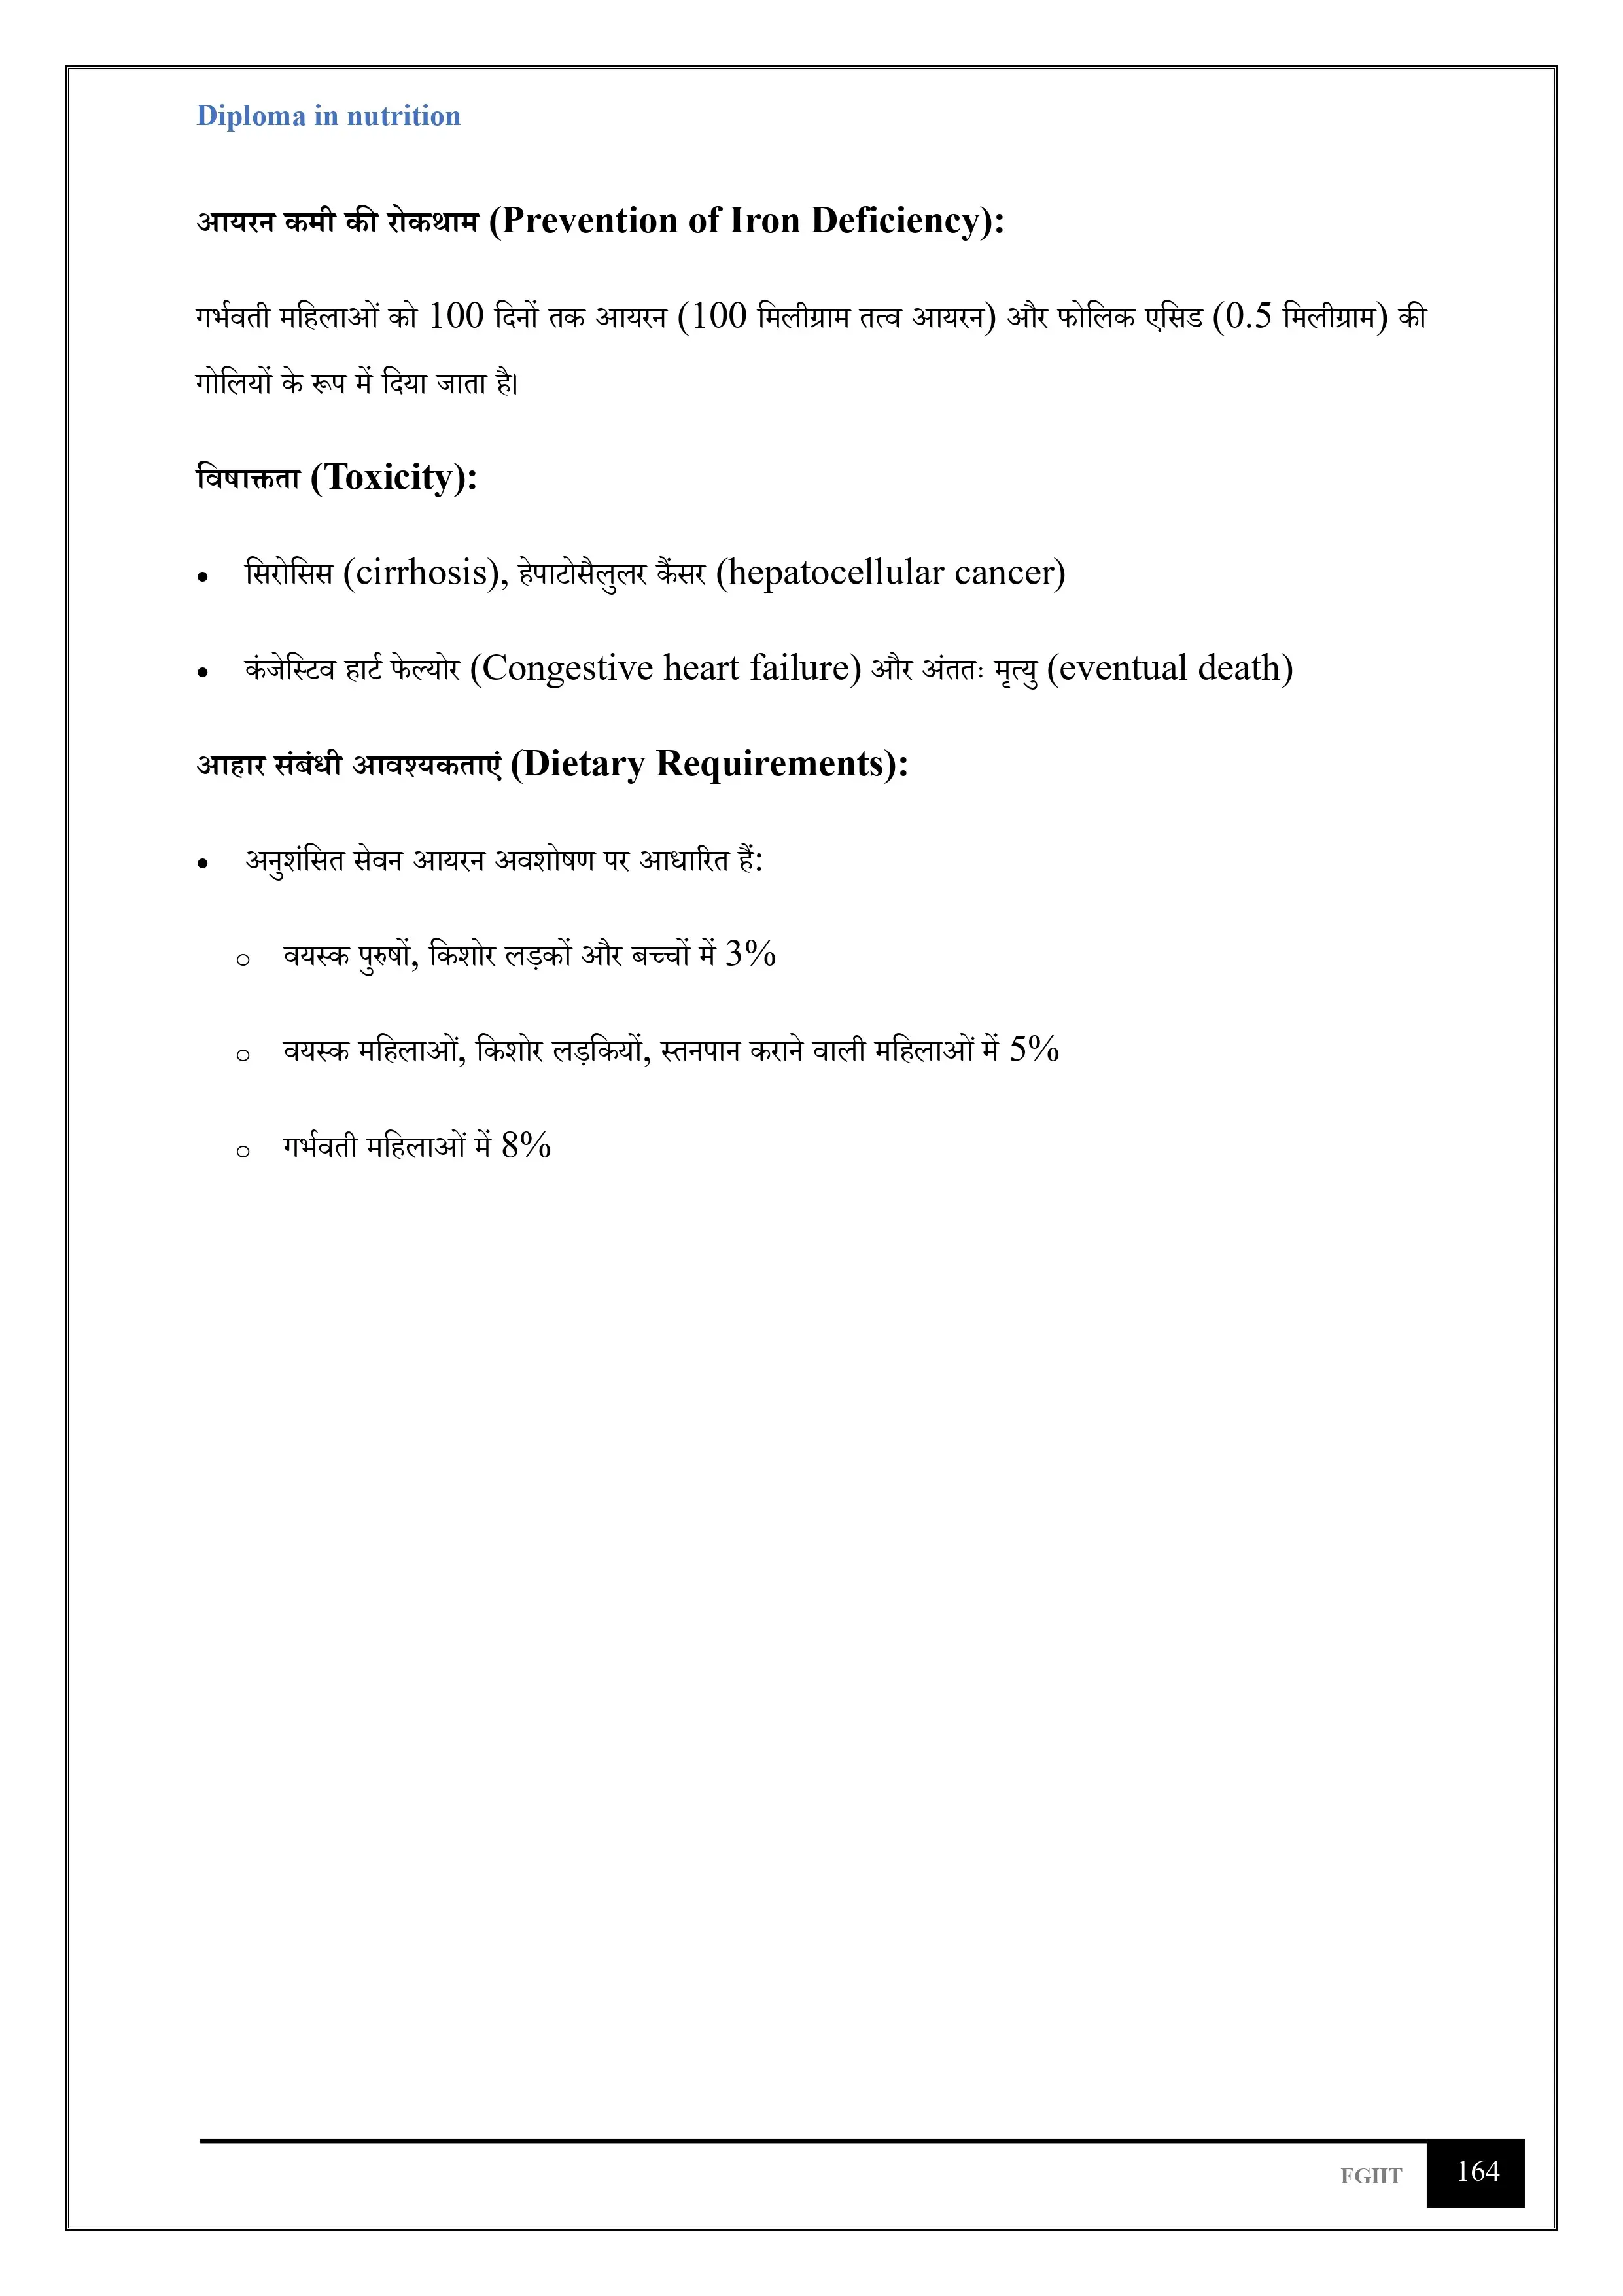 Diploma in nutrition
आयरन कमी की रोकथाम (Prevention of Iron Deficiency):
गर्भवती महिलाओं को 100 दिनों तक आयरन (100 मिलीग्राम तत्व आयरन) और फोलिक एसिड (0.5 मिलीग्राम) की
गोलियों के रूप में दिया जाता है।
विषाक्तता (Toxicity):
• सिरोसिस (cirrhosis), हेपाटोसैलुलर कैंसर (hepatocellular cancer)
• कंजेस्टिव हार्ट फेल्योर (Congestive heart failure) और अंततः मृत्यु (eventual death)
आहार संबंधी आवश्यकताएं (Dietary Requirements):
• अनुशंसित सेवन आयरन अवशोषण पर आधारित हैं:
o वयस्क पुरुषों, किशोर लड़कों और बच्चों में 3%
o वयस्क महिलाओं, किशोर लड़कियों, स्तनपान कराने वाली महिलाओं में 5%
o गर्भवती महिलाओं में 8%
FGIIT 164